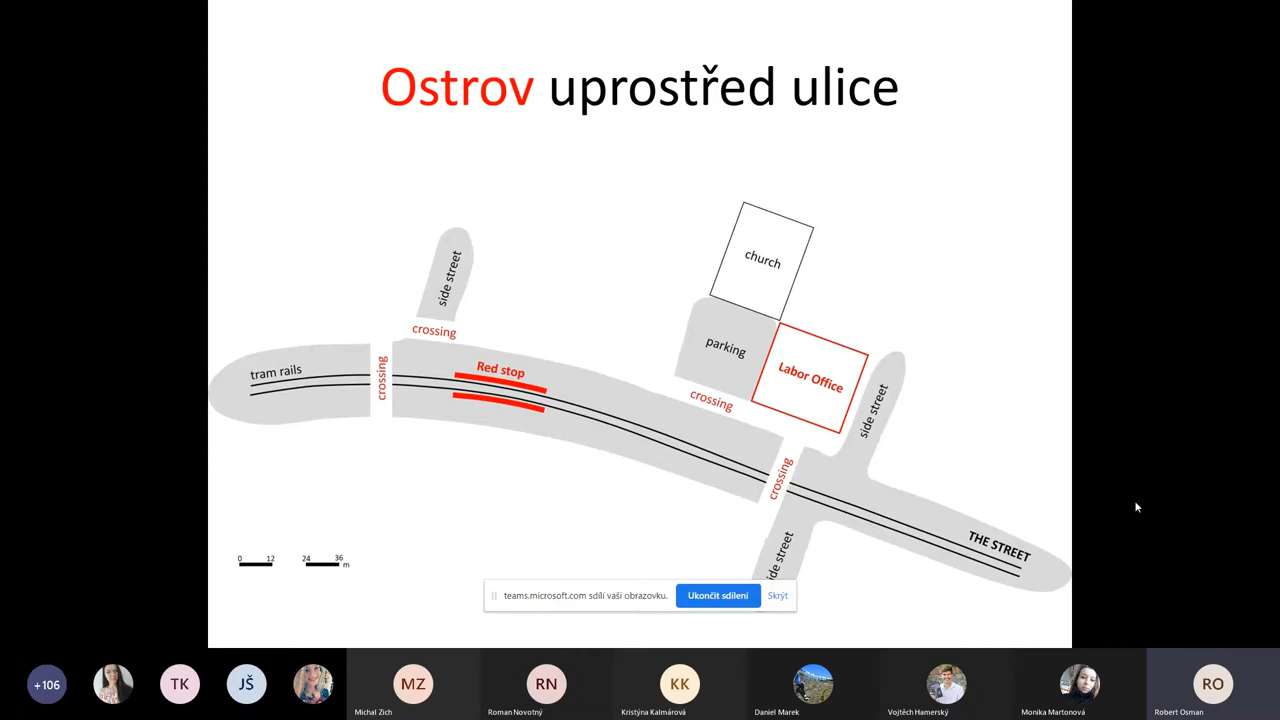 Ostrov uprostřed ulice
church
side street
crossing
parking
tram rails
Red stop
Labor Office
crossing
crossing
side street
crossing
THE STREET
side street
0 12 24 36 m
teams.microsoft.com sdílí vaši obrazovku.
Ukončit sdílení
Skrýt
+106
TK
JŠ
MZ
RN
KK
RO
Michal Zich
Roman Novotný
Kristýna Kalmárová
Daniel Marek
Vojtěch Hamerský
Monika Martonová
Robert Osman